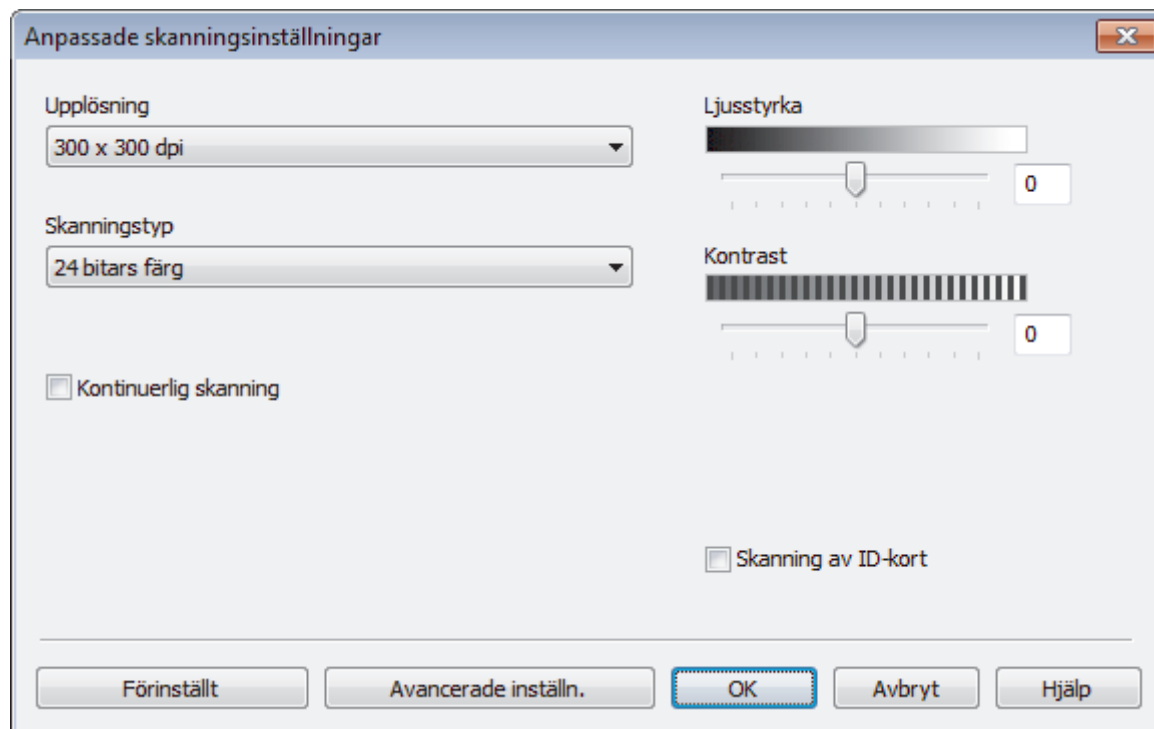 Anpassade skanningsinställningar
Upplösning
300 x 300 dpi
Skanningstyp
24 bitars färg
Kontinuerlig skanning
Ljusstyrka
0
Kontrast
0
Skanning av ID-kort
Förinställt
Avancerade inställn.
OK
Avbryt
Hjälp